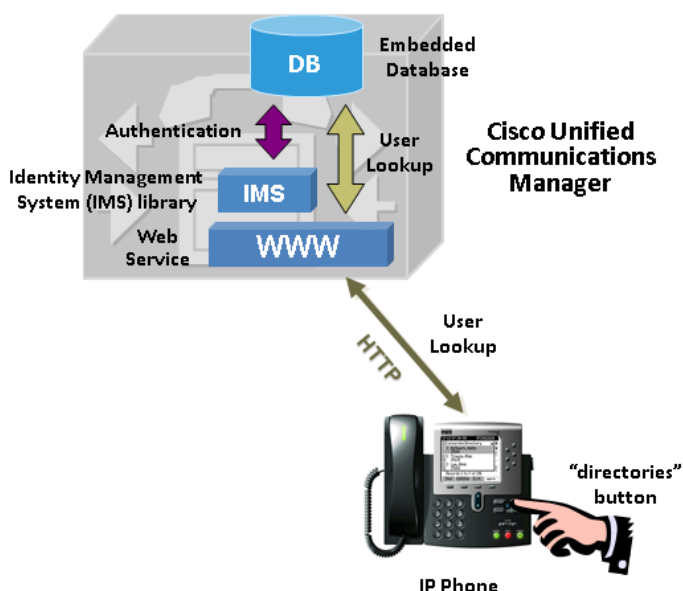 DB
Embedded
Database
Authentication
User
Lookup
Cisco Unified
Communications
Manager
Identity Management
System (IMS) library
IMS
Web
Service
WWW
HTTP
User
Lookup
"directories"
button
IP Phone